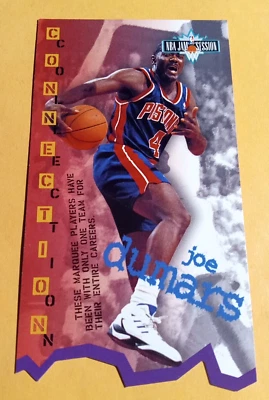 NBA JAM SESSION
CONNECTION
CONNECTION
PISTONS
4
THESE MARQUEE PLAYERS HAVE
BEEN WITH ONLY ONE TEAM FOR
THEIR ENTIRE CAREERS.
joe
dumars